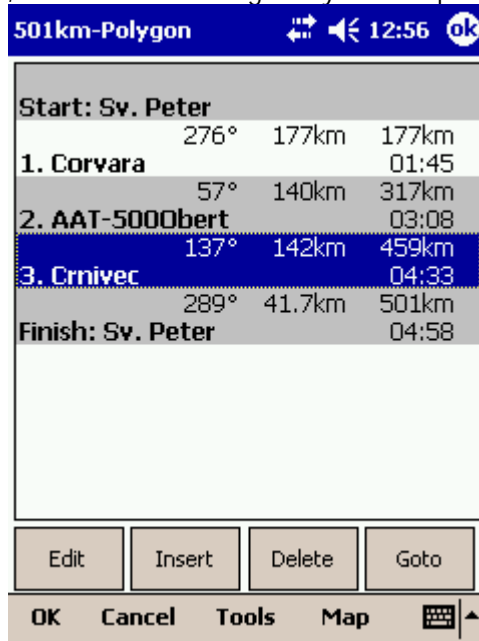 501km-Polygon 12:56 ok
Start: Sv. Peter
276° 177km 177km
1. Corvara 01:45
57° 140km 317km
2. AAT-500Obert 03:08
137° 142km 459km
3. Crnivec 04:33
289° 41.7km 501km
Finish: Sv. Peter 04:58
Edit Insert Delete Goto
OK Cancel Tools Map